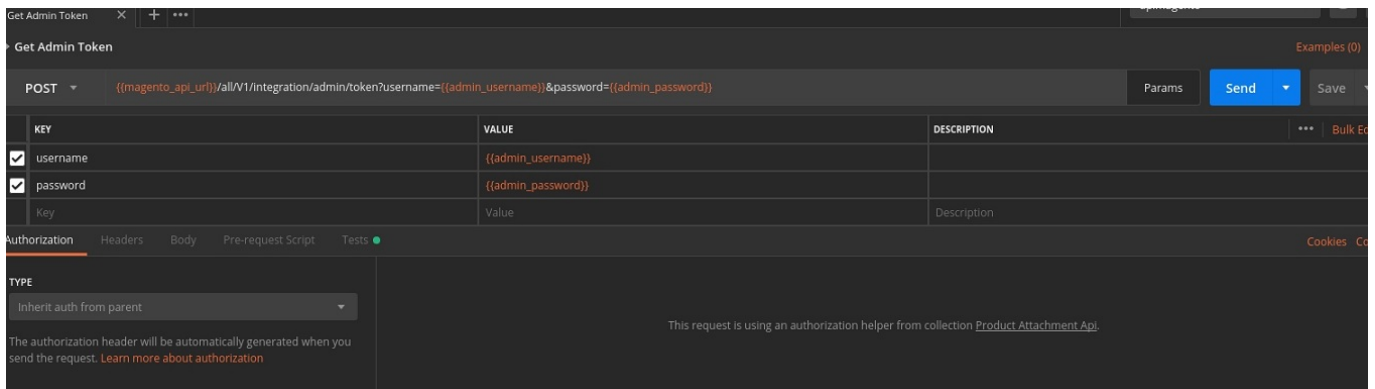 Get Admin Token
Get Admin Token
Examples (0)
POST
{{magento_api_url}}/all/V1/integration/admin/token?username={{admin_username}}&password={{admin_password}}
Params
Send
Save
KEY VALUE DESCRIPTION
Bulk Ed
username {{admin_username}}
password {{admin_password}}
Key Value Description
Authorization Headers Body Pre-request Script Tests
Cookies Co
TYPE
Inherit auth from parent
This request is using an authorization helper from collection Product Attachment Api.
The authorization header will be automatically generated when you
send the request. Learn more about authorization